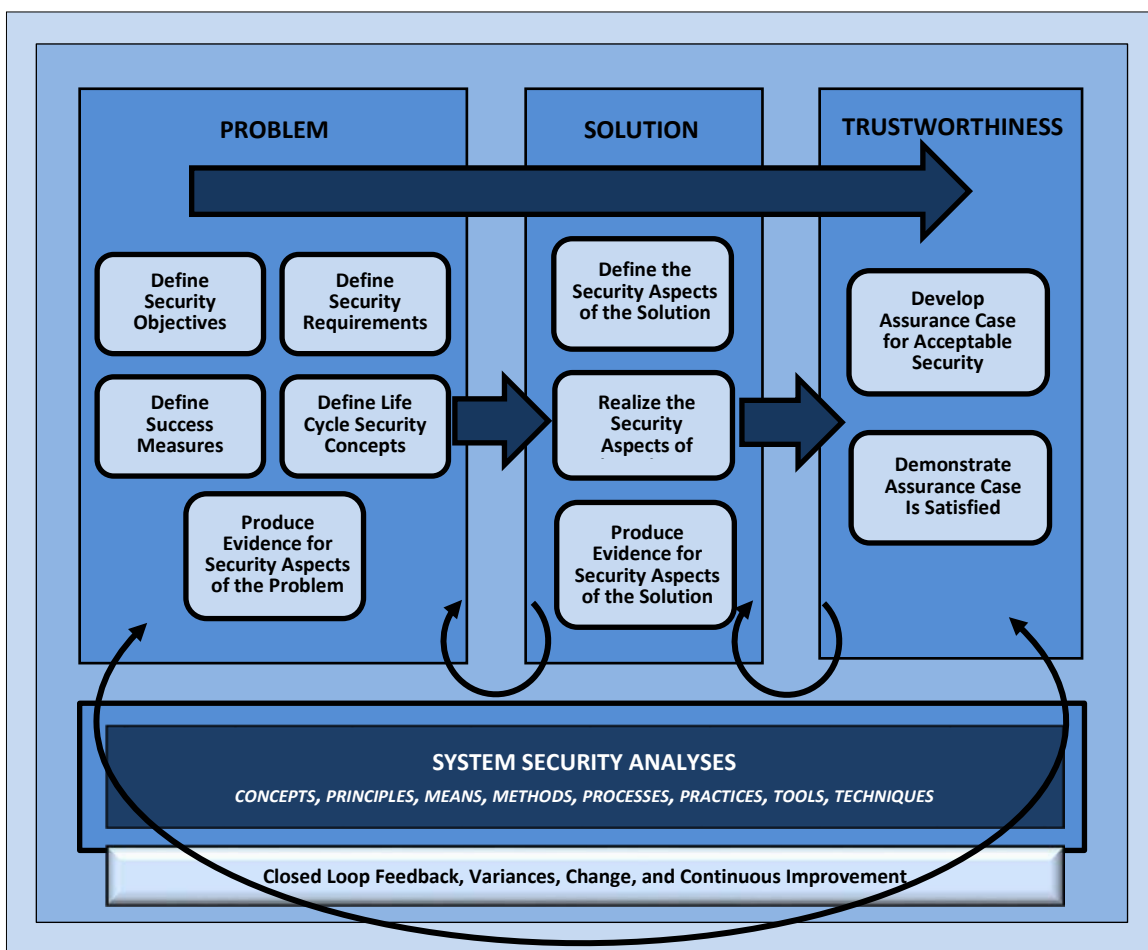 PROBLEM
Define
Security
Objectives
Define
Security
Requirements
Define
Success
Measures
Define Life
Cycle Security
Concepts
Produce
Evidence for
Security Aspects
of the Problem
SOLUTION
Define the
Security Aspects
of the Solution
Realize the
Security
Aspects of
Produce
Evidence for
Security Aspects
of the Solution
TRUSTWORTHINESS
Develop
Assurance Case
for Acceptable
Security
Demonstrate
Assurance Case
Is Satisfied
SYSTEM SECURITY ANALYSES
CONCEPTS, PRINCIPLES, MEANS, METHODS, PROCESSES, PRACTICES, TOOLS, TECHNIQUES
Closed Loop Feedback, Variances, Change, and Continuous Improvement